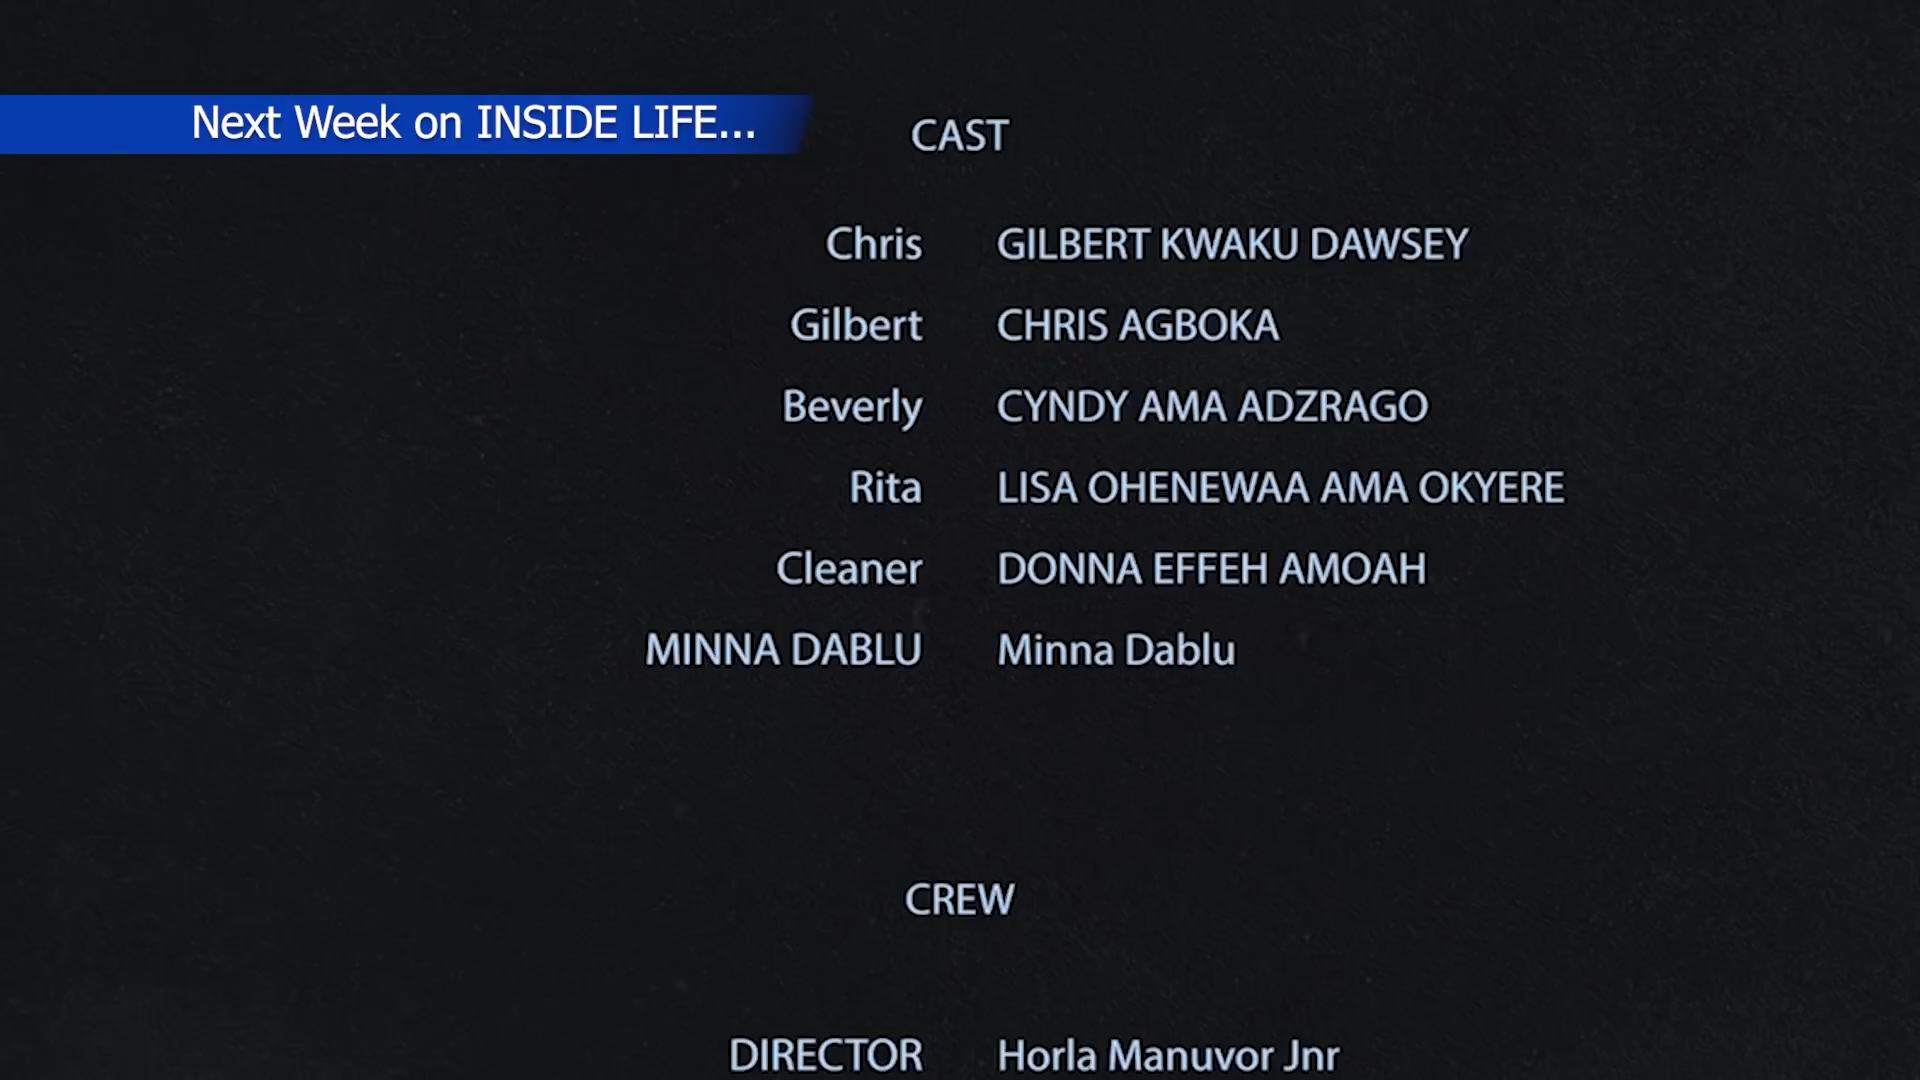 Next Week on INSIDE LIFE...
CAST
Chris GILBERT KWAKU DAWSEY
Gilbert CHRIS AGBOKA
Beverly CYNDY AMA ADZRAGO
Rita LISA OHENEWAA AMA OKYERE
Cleaner DONNA EFFEH AMOAH
MINNA DABLU Minna Dablu
CREW
DIRECTOR Horla Manuvor Jnr